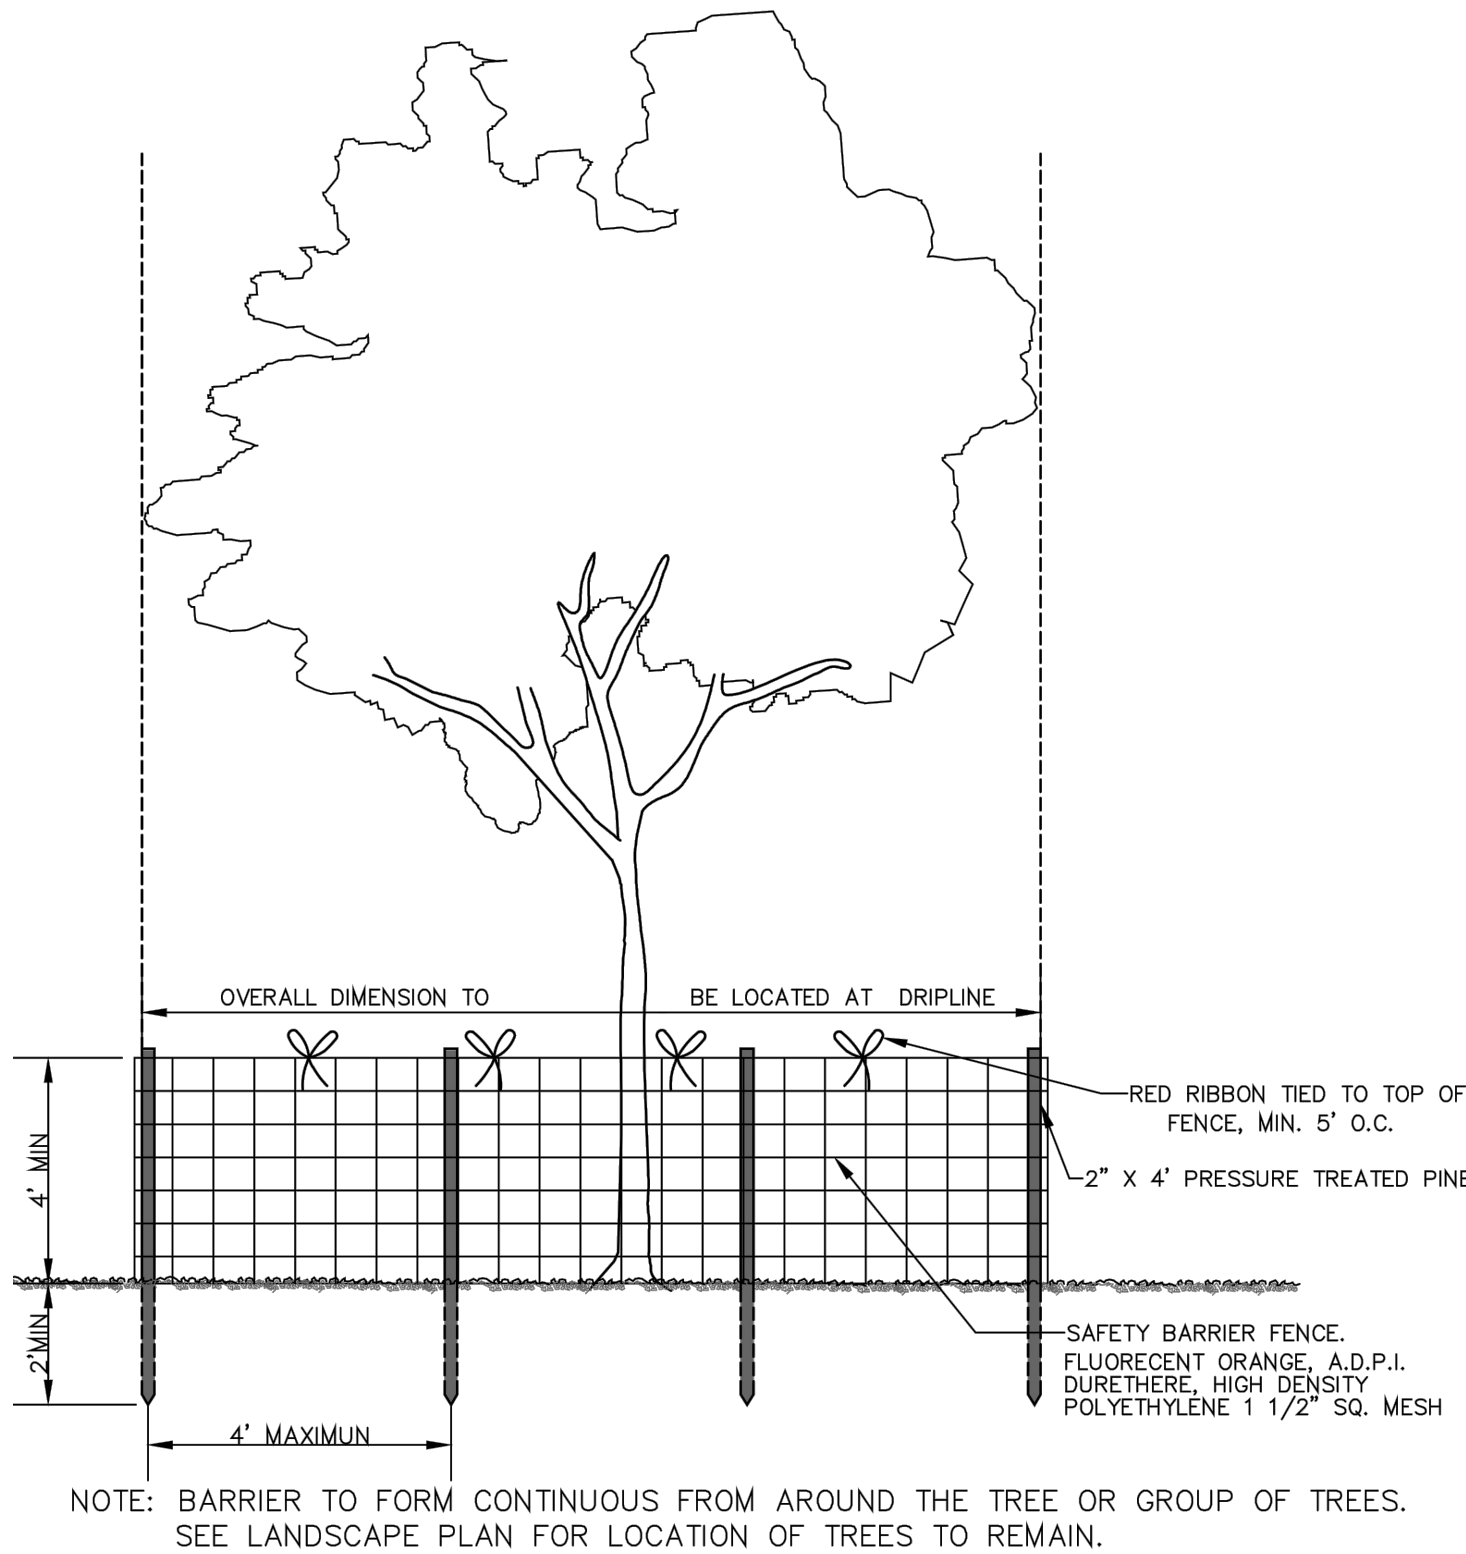 OVERALL DIMENSION TO BE LOCATED AT DRIPLINE
RED RIBBON TIED TO TOP OF
FENCE, MIN. 5' O.C.
4' MIN
2" X 4' PRESSURE TREATED PINE
2'MIN
SAFETY BARRIER FENCE.
FLUORECENT ORANGE, A.D.P.I.
DURETHERE, HIGH DENSITY
POLYETHYLENE 1 1/2" SQ. MESH
4' MAXIMUN
NOTE: BARRIER TO FORM CONTINUOUS FROM AROUND THE TREE OR GROUP OF TREES.
SEE LANDSCAPE PLAN FOR LOCATION OF TREES TO REMAIN.